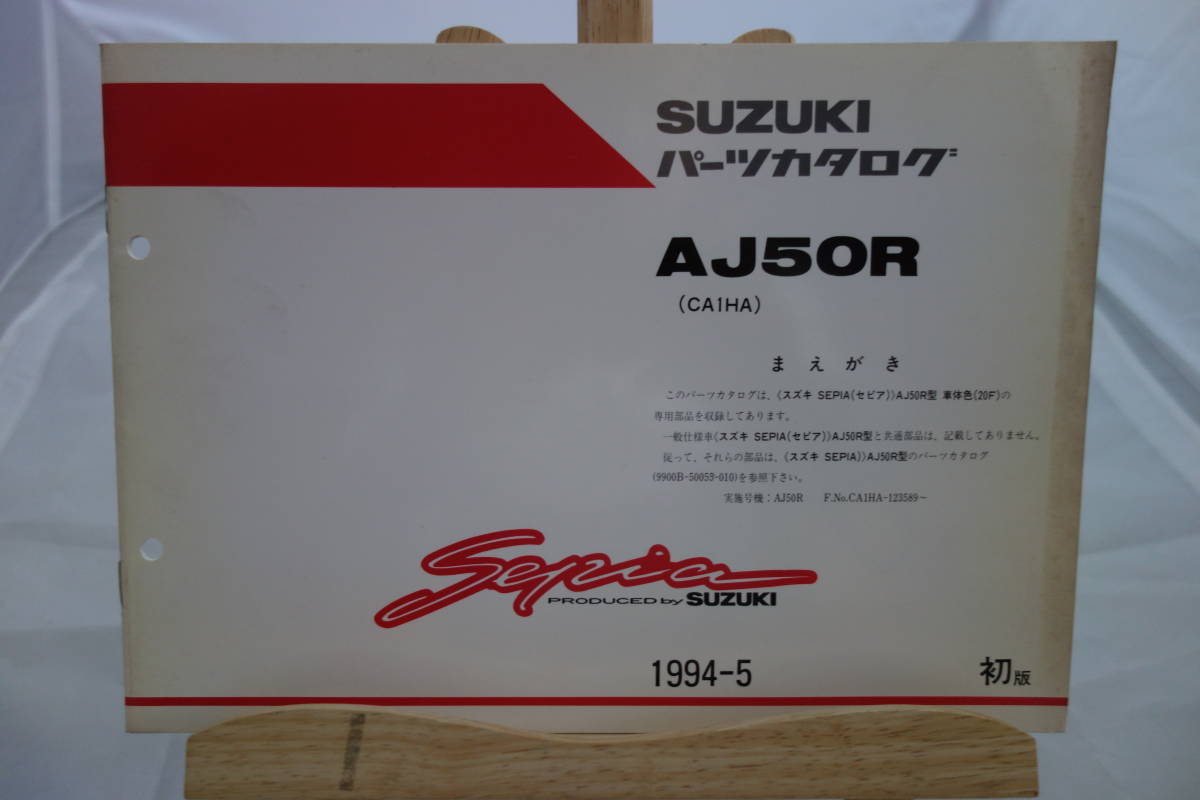 SUZUKI
パーツカタログ
AJ50R
(CA1HA)
まえがき
このパーツカタログは、《スズキ SEPIA(セピア)》AJ50R型 車体色(20F)の
専用部品を収録してあります。
一般仕様車《スズキ SEPIA(セピア)》AJ50R型と共通部品は、記載してありません。
従って、それらの部品は、《スズキ SEPIA》AJ50R型のパーツカタログ
(9900B-50053-010)を参照下さい。
実施号機：AJ50R F.No.CA1HA-123589～
Sepia
PRODUCED by SUZUKI
1994-5 初版